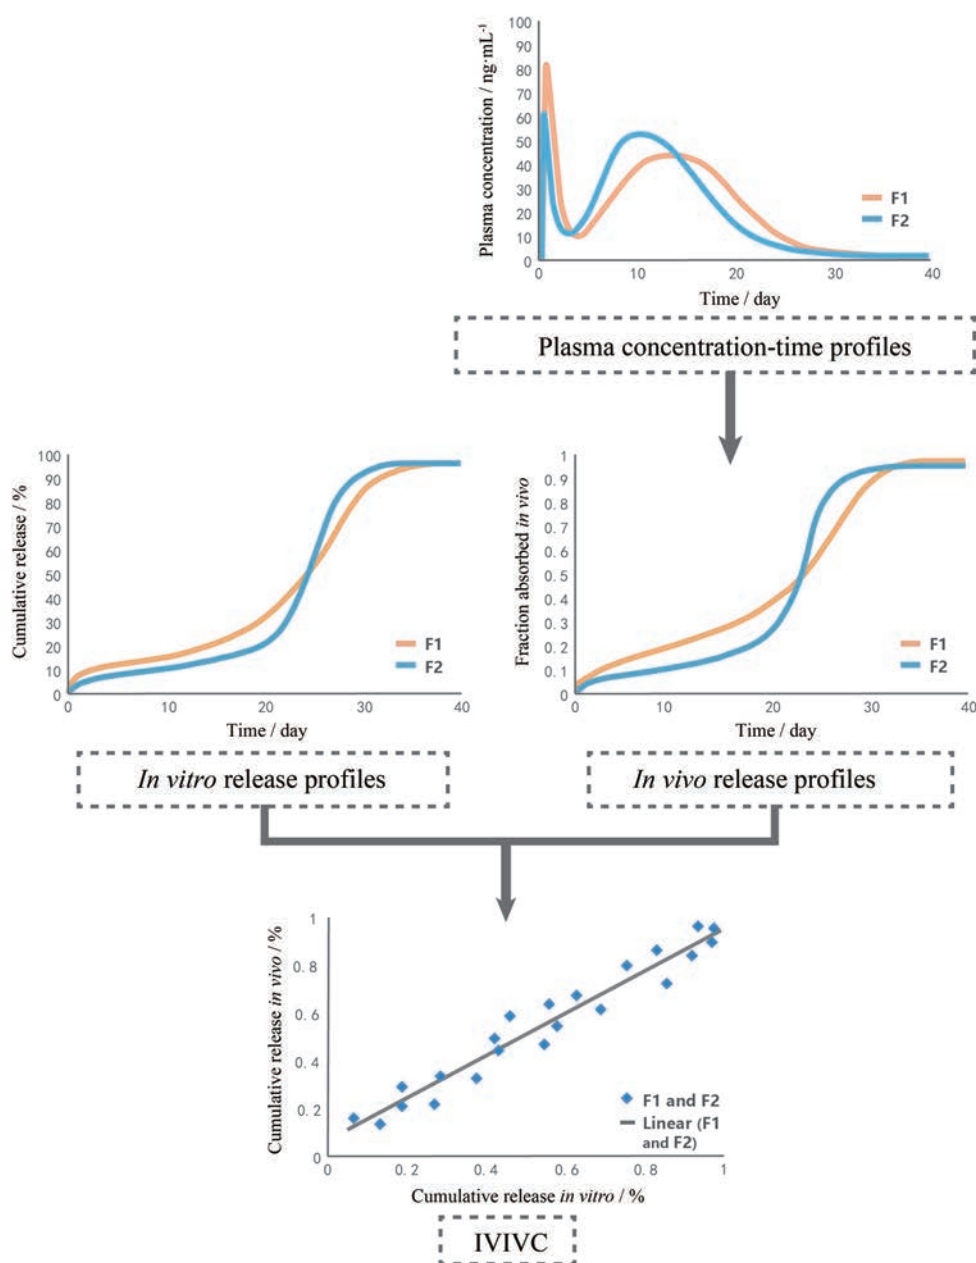 Plasma concentration / ng·mL⁻¹
100
90
80
70
60
50
40
30
20
10
0
F1
F2
0 10 20 30 40
Time / day
Plasma concentration-time profiles
Cumulative release / %
100
90
80
70
60
50
40
30
20
10
0
F1
F2
0 10 20 30 40
Time / day
In vitro release profiles
Fraction absorbed in vivo
1
0. 9
0. 8
0. 7
0. 6
0. 5
0. 4
0. 3
0. 2
0. 1
0
F1
F2
0 10 20 30 40
Time / day
In vivo release profiles
Cumulative release in vivo / %
1
0. 8
0. 6
0. 4
0. 2
0
F1 and F2
Linear (F1
and F2)
0 0. 2 0. 4 0. 6 0. 8 1
Cumulative release in vitro / %
IVIVC